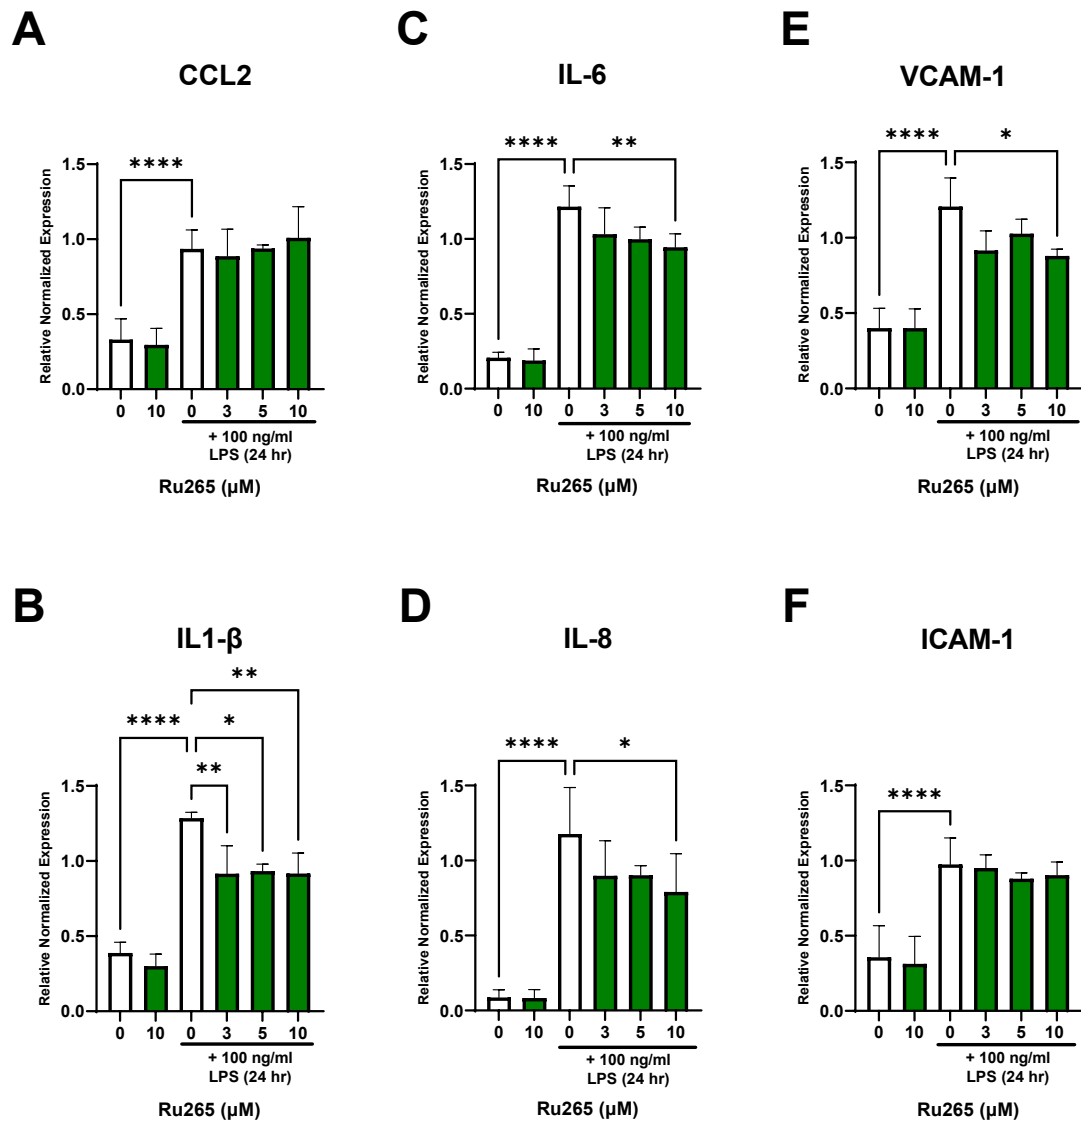 A
CCL2
****
Relative Normalized Expression
1.5
1.0
0.5
0.0
0 10 0 3 5 10
+ 100 ng/ml
LPS (24 hr)
Ru265 (µM)
C
IL-6
**** **
Relative Normalized Expression
1.5
1.0
0.5
0.0
0 10 0 3 5 10
+ 100 ng/ml
LPS (24 hr)
Ru265 (µM)
E
VCAM-1
**** *
Relative Normalized Expression
1.5
1.0
0.5
0.0
0 10 0 3 5 10
+ 100 ng/ml
LPS (24 hr)
Ru265 (µM)
B
IL1-β
**
**** *
**
Relative Normalized Expression
1.5
1.0
0.5
0.0
0 10 0 3 5 10
+ 100 ng/ml
LPS (24 hr)
Ru265 (µM)
D
IL-8
**** *
Relative Normalized Expression
1.5
1.0
0.5
0.0
0 10 0 3 5 10
+ 100 ng/ml
LPS (24 hr)
Ru265 (µM)
F
ICAM-1
****
Relative Normalized Expression
1.5
1.0
0.5
0.0
0 10 0 3 5 10
+ 100 ng/ml
LPS (24 hr)
Ru265 (µM)